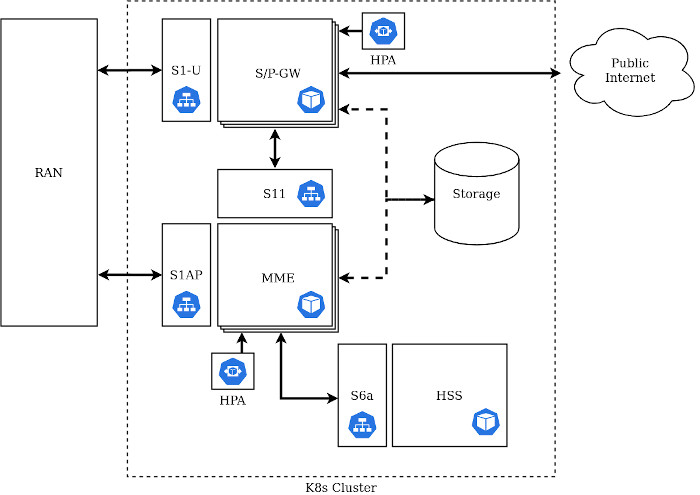 HPA
S1-U
S/P-GW
Public
Internet
RAN
S11
Storage
S1AP
MME
HPA
S6a
HSS
K8s Cluster